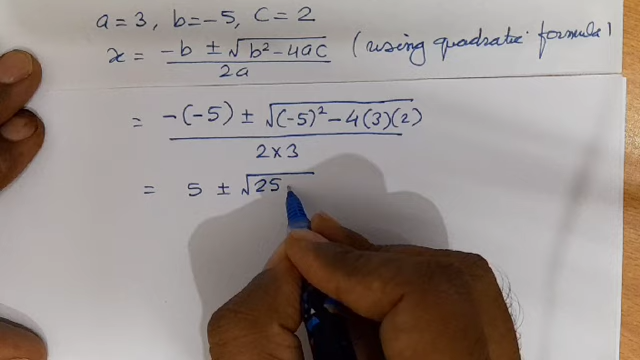 a = 3, b = -5, c = 2
x = (-b ± √(b² - 4ac)) / 2a (using quadratic formula)
= (-(-5) ± √((-5)² - 4(3)(2))) / 2 × 3
= 5 ± √25